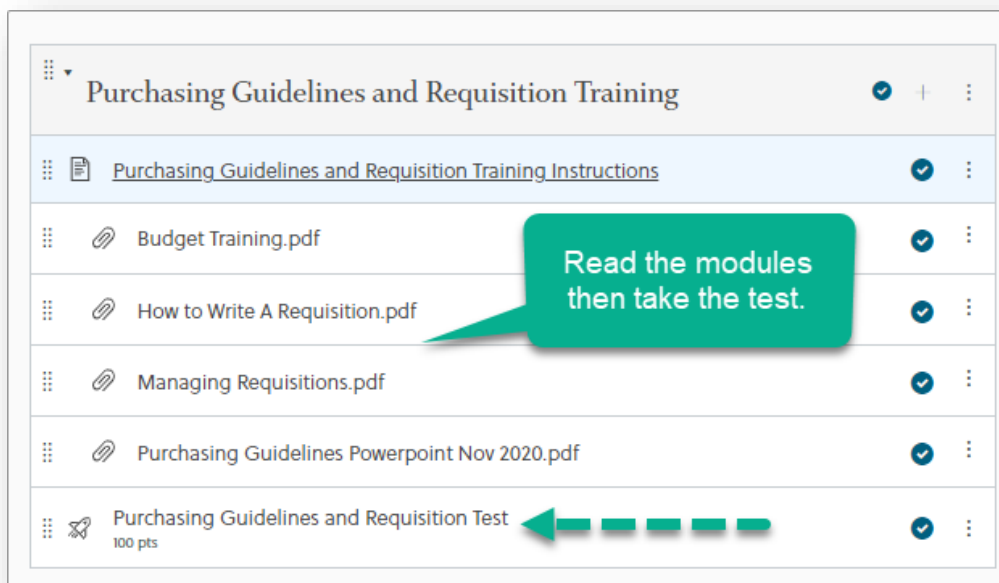 Purchasing Guidelines and Requisition Training
Purchasing Guidelines and Requisition Training Instructions
Budget Training.pdf
Read the modules
then take the test.
How to Write A Requisition.pdf
Managing Requisitions.pdf
Purchasing Guidelines Powerpoint Nov 2020.pdf
Purchasing Guidelines and Requisition Test
100 pts